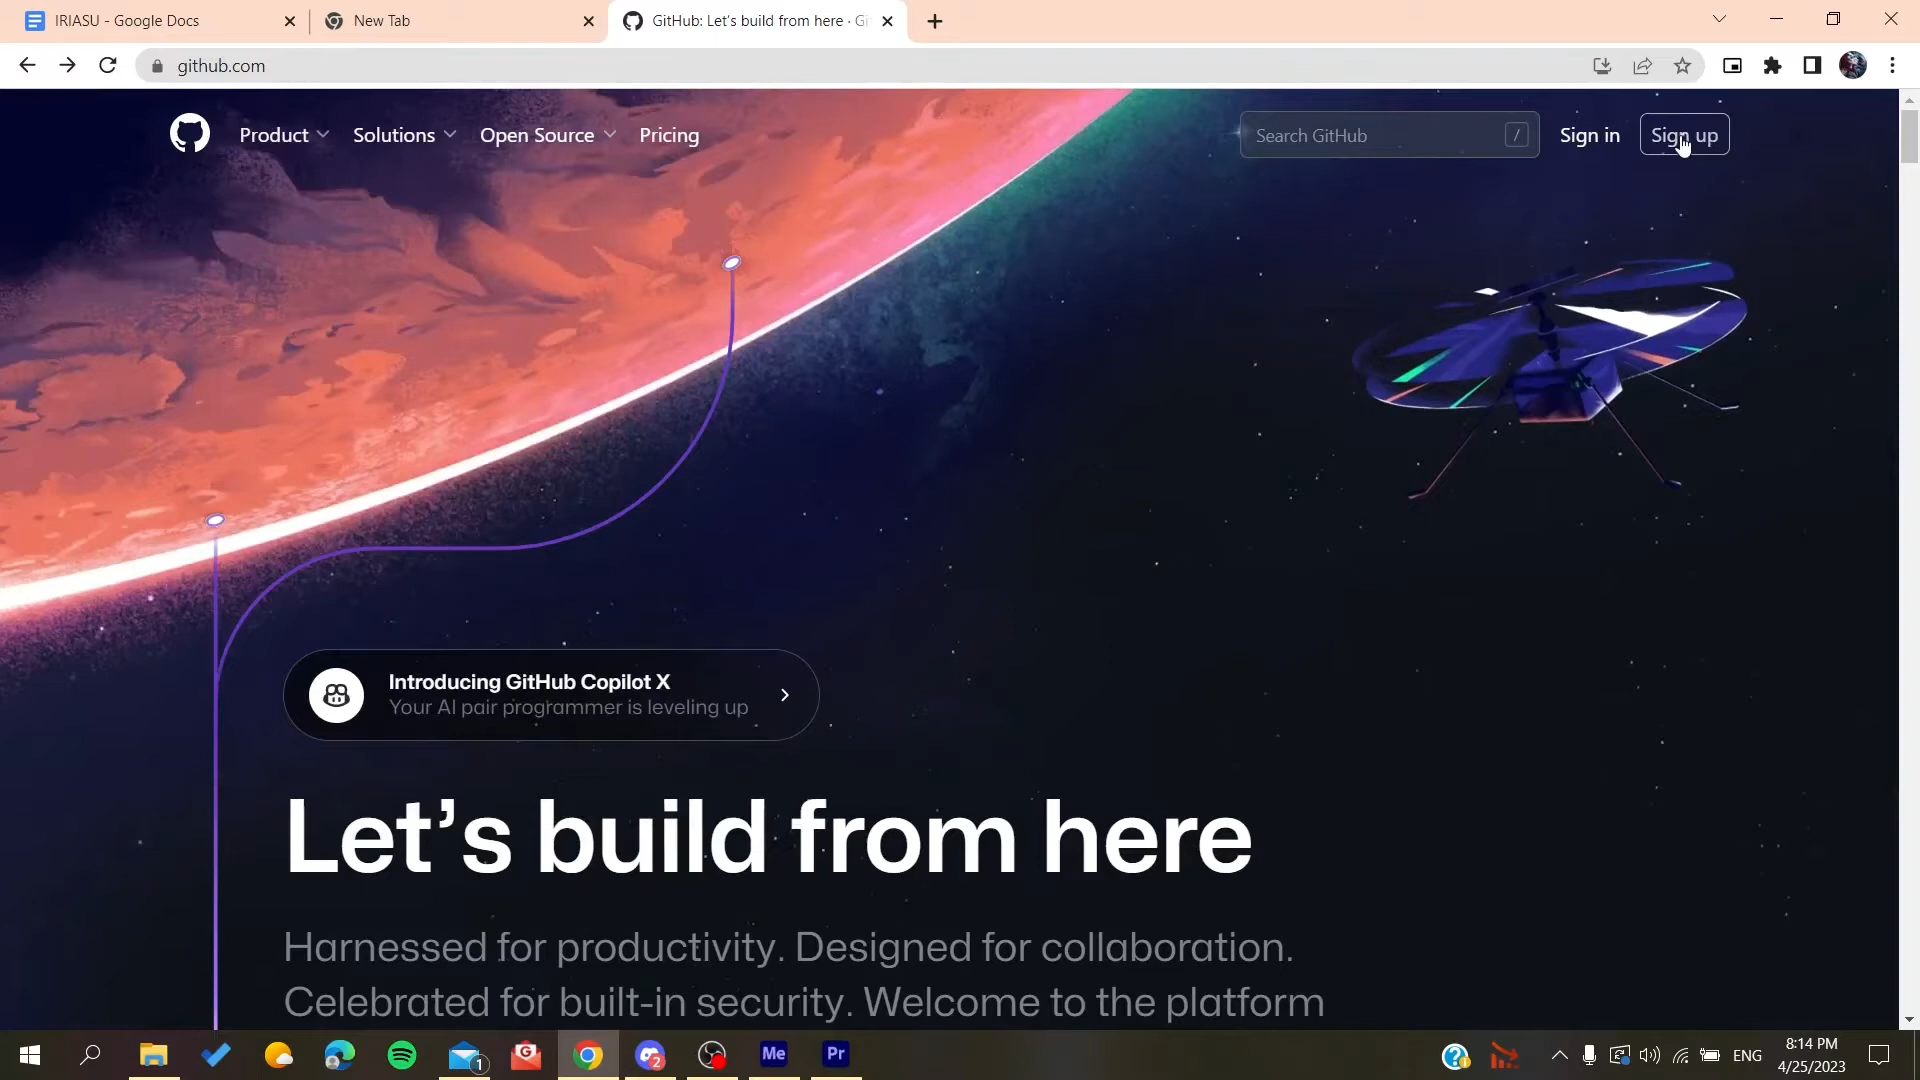 IRIASU - Google Docs
New Tab
GitHub: Let's build from here · Gi
github.com
Product
Solutions
Open Source
Pricing
Search GitHub
/
Sign in
Sign up
Introducing GitHub Copilot X
Your AI pair programmer is leveling up
Let's build from here
Harnessed for productivity. Designed for collaboration.
Celebrated for built-in security. Welcome to the platform
1
2
Me
Pr
ENG
8:14 PM
4/25/2023